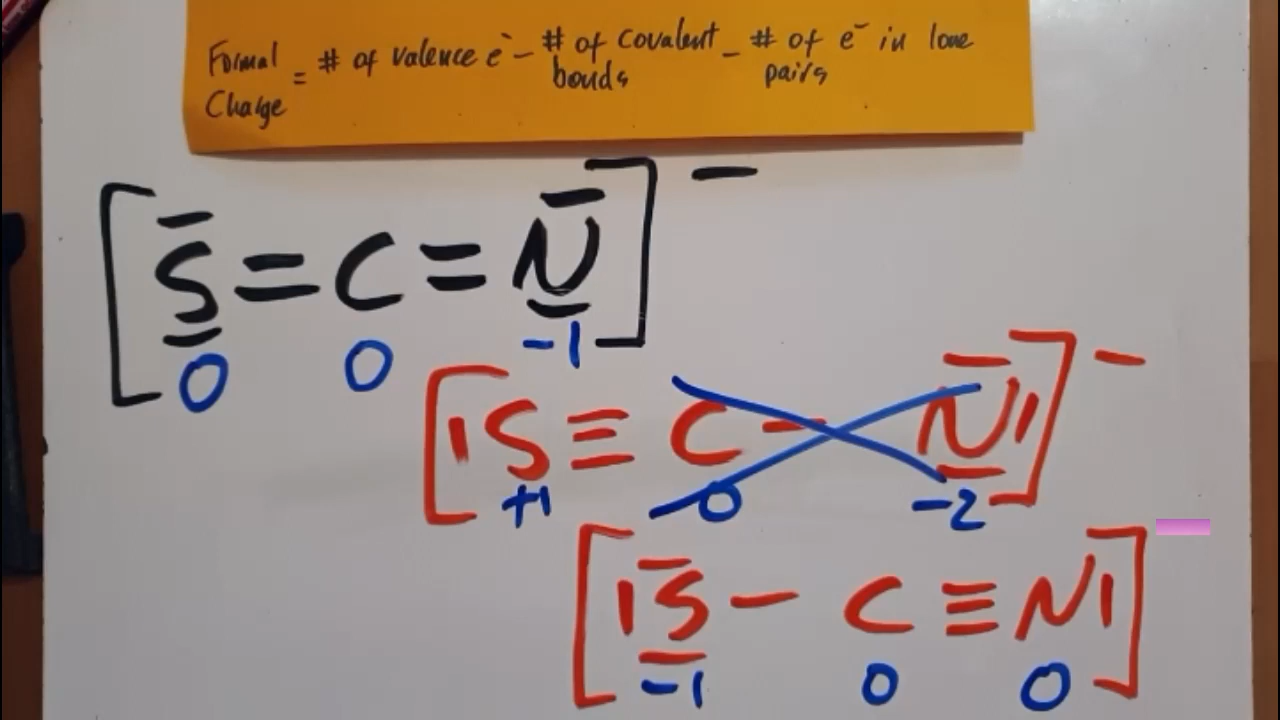 Formal Charge = # of valence e⁻ - # of covalent bonds - # of e⁻ in lone pairs
[S̲̅ = C = N̲̅]⁻
0 0 -1
[|S ≡ C - N̲̅|]⁻
+1 0 -2
[|S̲̅ - C ≡ N|]⁻
-1 0 0